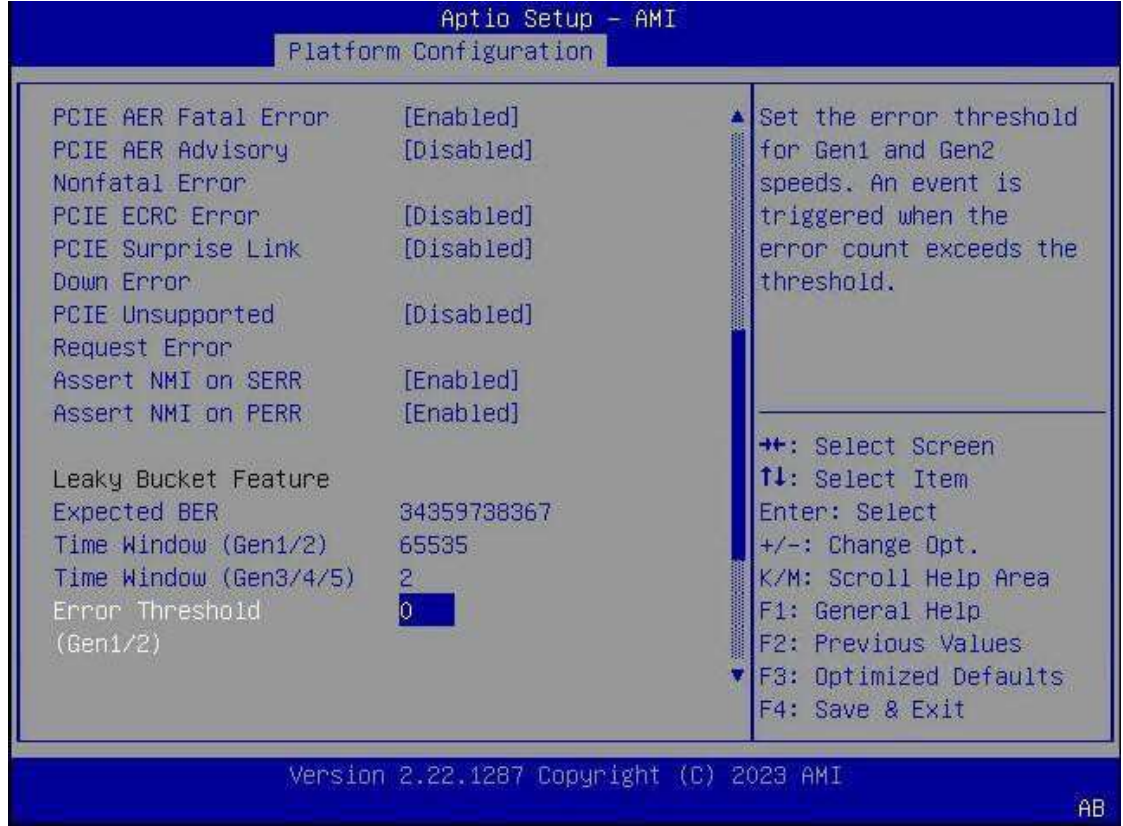 Aptio Setup – AMI
Platform Configuration
PCIE AER Fatal Error [Enabled]
PCIE AER Advisory [Disabled]
Nonfatal Error
PCIE ECRC Error [Disabled]
PCIE Surprise Link [Disabled]
Down Error
PCIE Unsupported [Disabled]
Request Error
Assert NMI on SERR [Enabled]
Assert NMI on PERR [Enabled]
Leaky Bucket Feature
Expected BER 34359738367
Time Window (Gen1/2) 65535
Time Window (Gen3/4/5) 2
Error Threshold 0
(Gen1/2)
Set the error threshold
for Gen1 and Gen2
speeds. An event is
triggered when the
error count exceeds the
threshold.
→←: Select Screen
↑↓: Select Item
Enter: Select
+/-: Change Opt.
K/M: Scroll Help Area
F1: General Help
F2: Previous Values
F3: Optimized Defaults
F4: Save & Exit
Version 2.22.1287 Copyright (C) 2023 AMI
AB